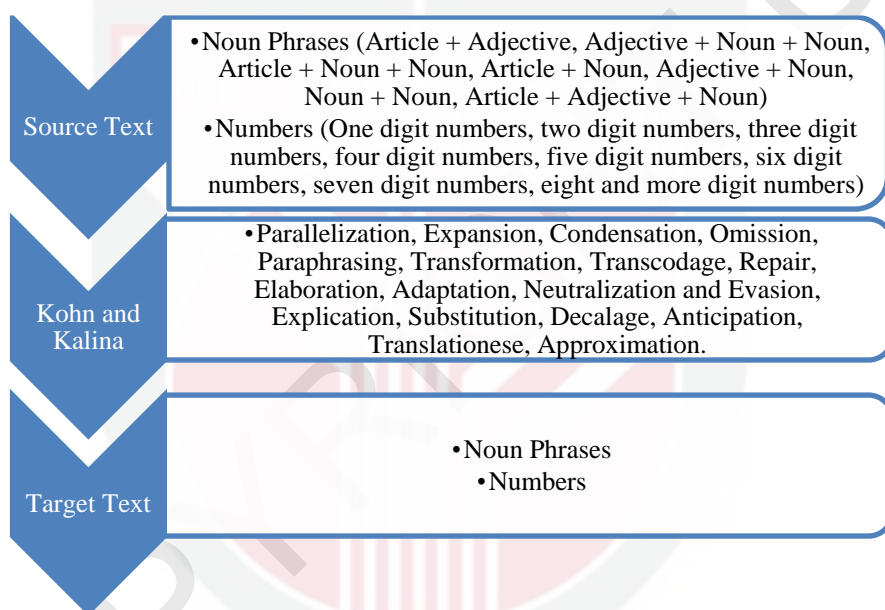 Source Text
•Noun Phrases (Article + Adjective, Adjective + Noun + Noun,
Article + Noun + Noun, Article + Noun, Adjective + Noun,
Noun + Noun, Article + Adjective + Noun)
•Numbers (One digit numbers, two digit numbers, three digit
numbers, four digit numbers, five digit numbers, six digit
numbers, seven digit numbers, eight and more digit numbers)
Kohn and
Kalina
•Parallelization, Expansion, Condensation, Omission,
Paraphrasing, Transformation, Transcodage, Repair,
Elaboration, Adaptation, Neutralization and Evasion,
Explication, Substitution, Decalage, Anticipation,
Translationese, Approximation.
Target Text
•Noun Phrases
•Numbers